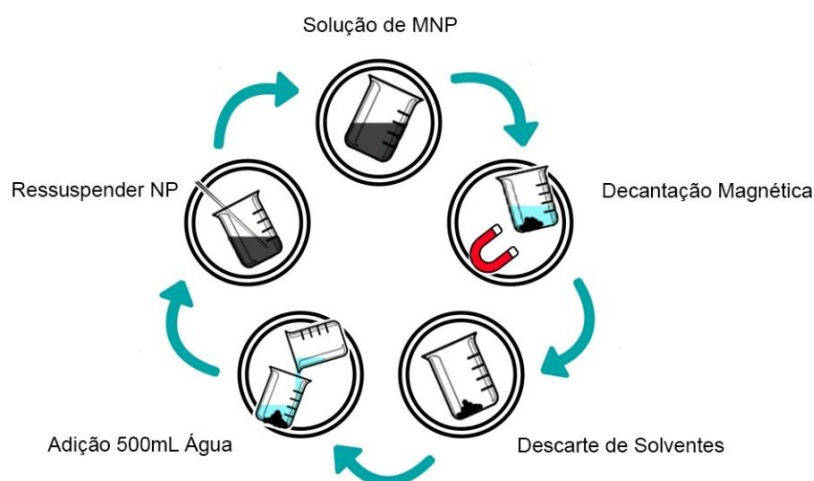 Solução de MNP
Decantação Magnética
Descarte de Solventes
Adição 500mL Água
Ressuspender NP